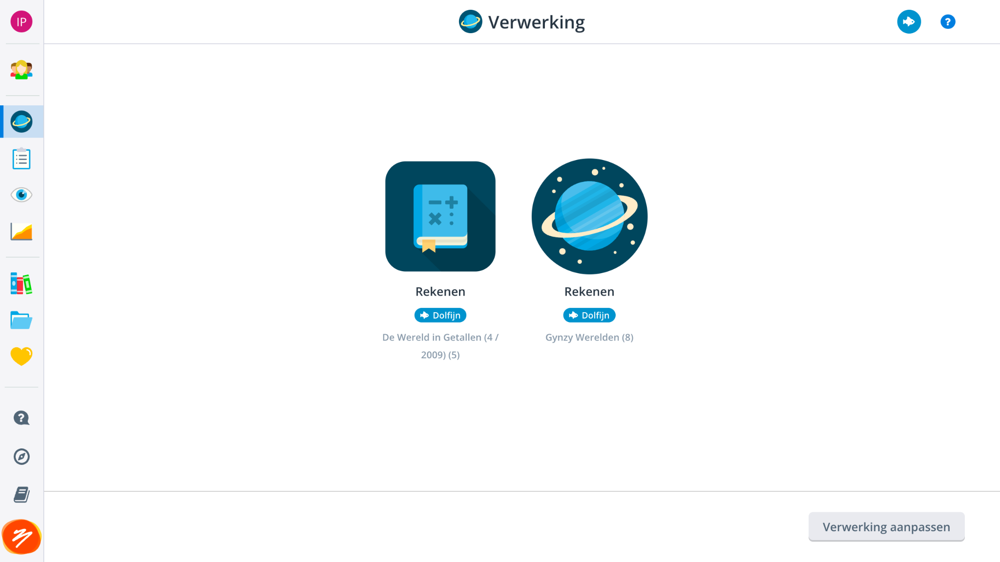 IP
Verwerking
?
Rekenen
Dolfijn
De Wereld in Getallen (4 /
2009) (5)
Rekenen
Dolfijn
Gynzy Werelden (8)
?
Verwerking aanpassen